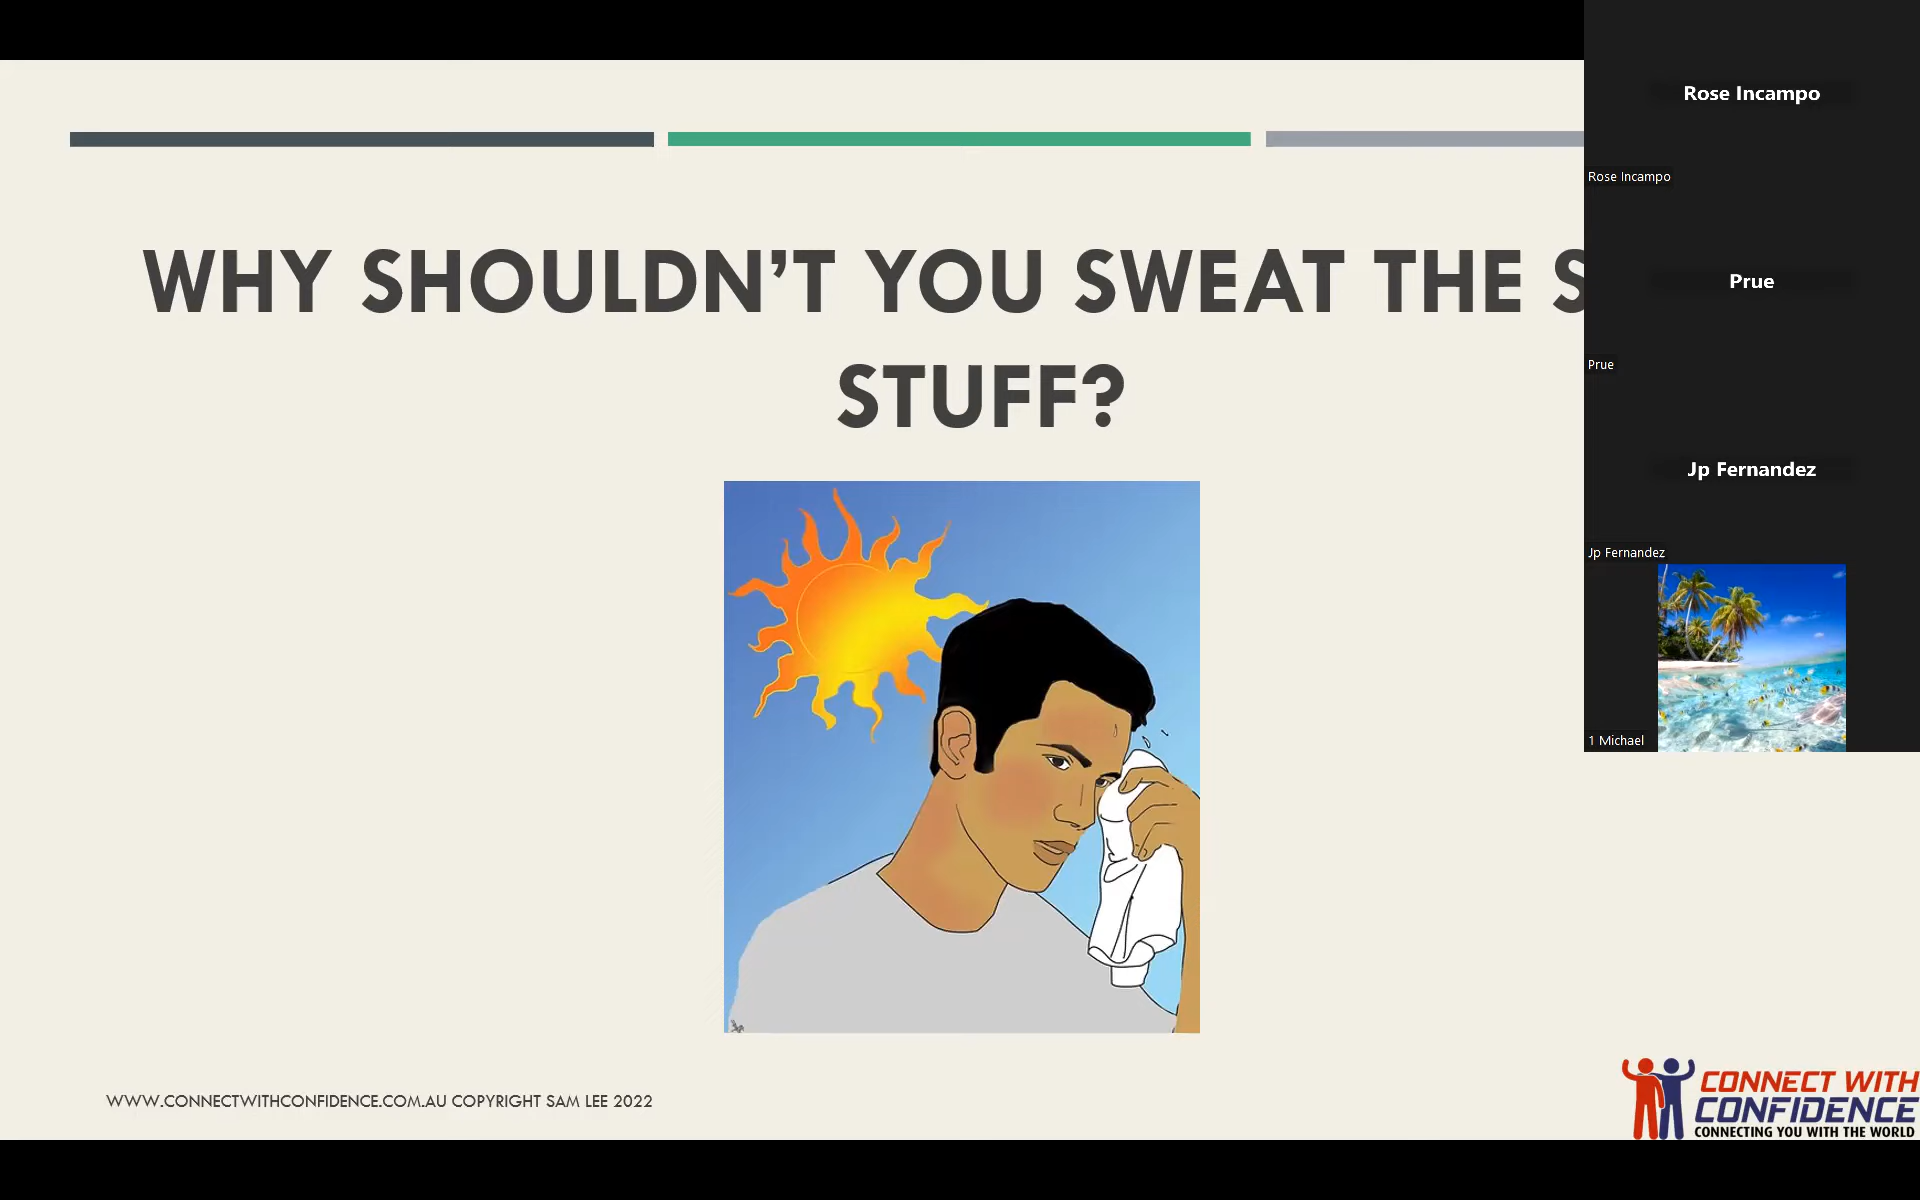 WHY SHOULDN’T YOU SWEAT THE S
STUFF?
WWW.CONNECTWITHCONFIDENCE.COM.AU COPYRIGHT SAM LEE 2022
CONNECT WITH
CONFIDENCE
CONNECTING YOU WITH THE WORLD
Rose Incampo
Rose Incampo
Prue
Prue
Jp Fernandez
Jp Fernandez
1 Michael